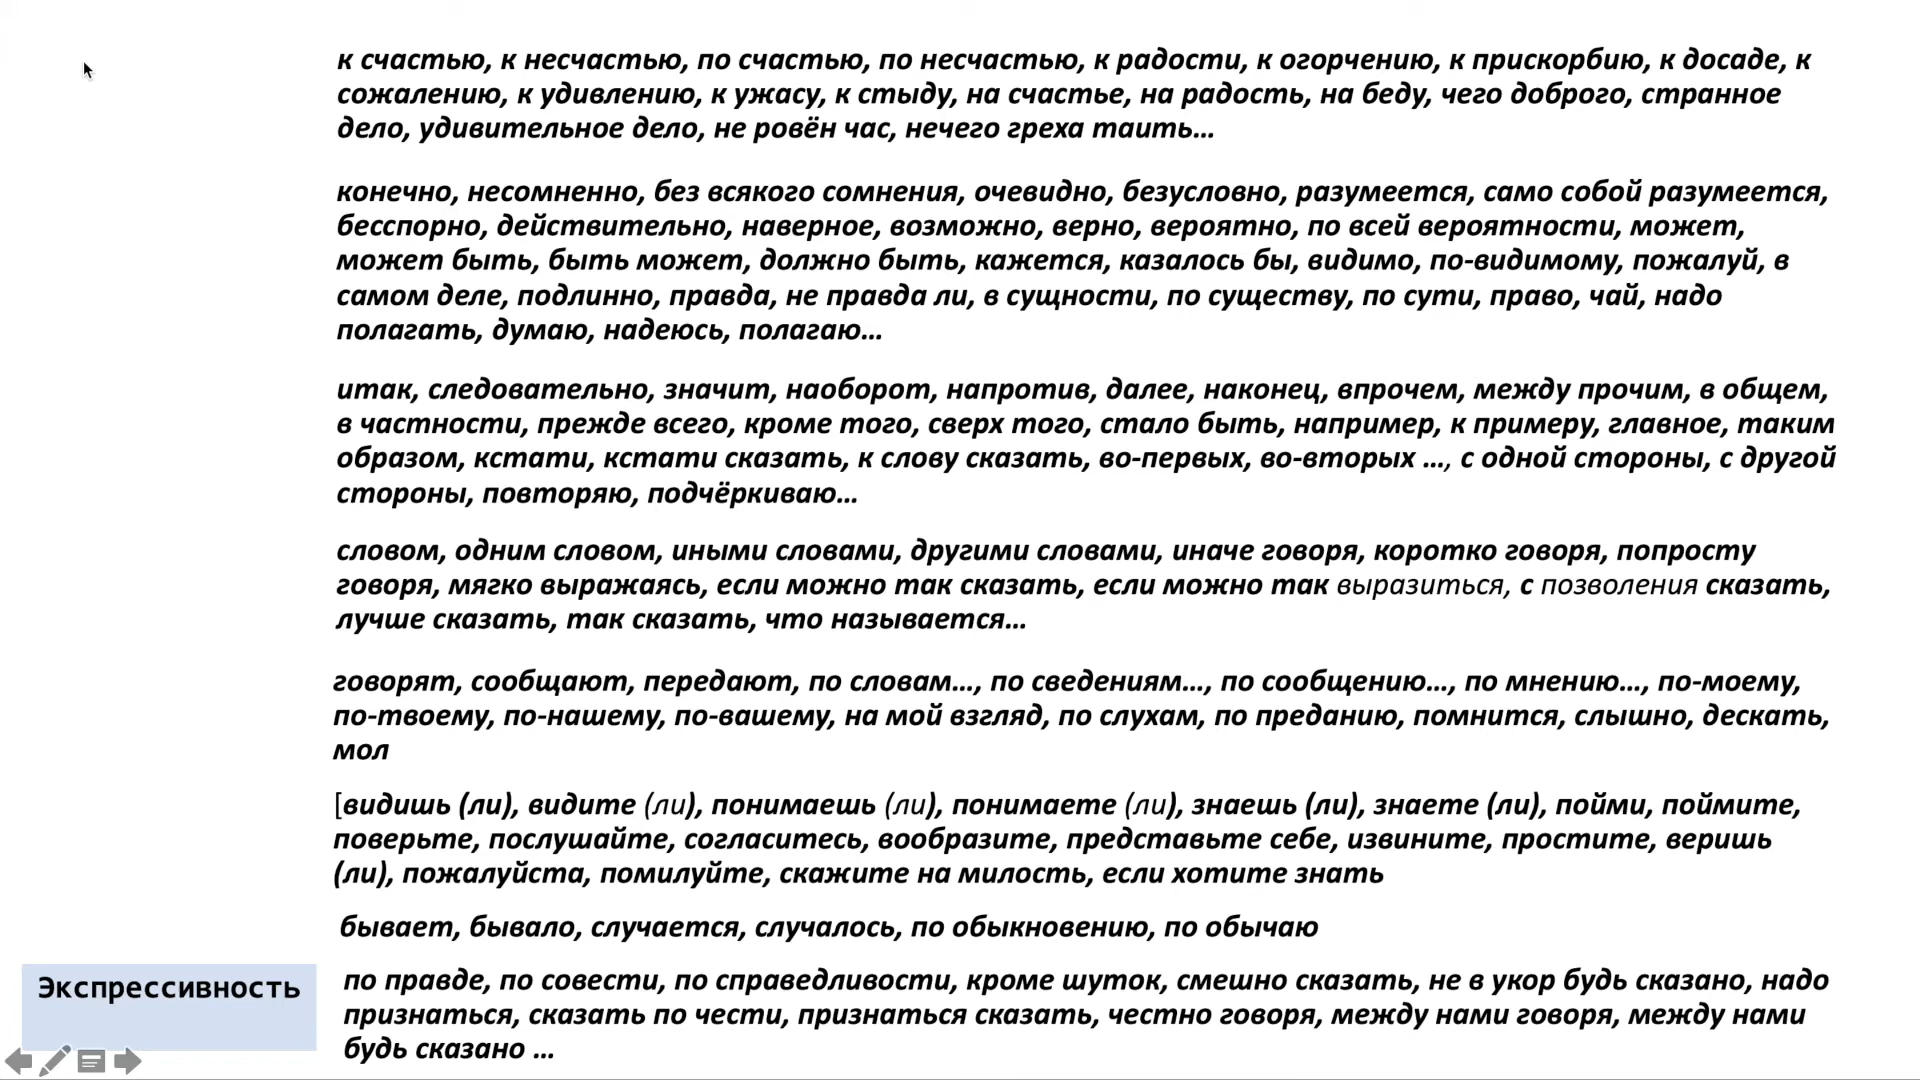 к счастью, к несчастью, по счастью, по несчастью, к радости, к огорчению, к прискорбию, к досаде, к
сожалению, к удивлению, к ужасу, к стыду, на счастье, на радость, на беду, чего доброго, странное
дело, удивительное дело, не ровён час, нечего греха таить…
конечно, несомненно, без всякого сомнения, очевидно, безусловно, разумеется, само собой разумеется,
бесспорно, действительно, наверное, возможно, верно, вероятно, по всей вероятности, может,
может быть, быть может, должно быть, кажется, казалось бы, видимо, по-видимому, пожалуй, в
самом деле, подлинно, правда, не правда ли, в сущности, по существу, по сути, право, чай, надо
полагать, думаю, надеюсь, полагаю…
итак, следовательно, значит, наоборот, напротив, далее, наконец, впрочем, между прочим, в общем,
в частности, прежде всего, кроме того, сверх того, стало быть, например, к примеру, главное, таким
образом, кстати, кстати сказать, к слову сказать, во-первых, во-вторых …, с одной стороны, с другой
стороны, повторяю, подчёркиваю…
словом, одним словом, иными словами, другими словами, иначе говоря, коротко говоря, попросту
говоря, мягко выражаясь, если можно так сказать, если можно так выразиться, с позволения сказать,
лучше сказать, так сказать, что называется…
говорят, сообщают, передают, по словам…, по сведениям…, по сообщению…, по мнению…, по-моему,
по-твоему, по-нашему, по-вашему, на мой взгляд, по слухам, по преданию, помнится, слышно, дескать,
мол
[видишь (ли), видите (ли), понимаешь (ли), понимаете (ли), знаешь (ли), знаете (ли), пойми, поймите,
поверьте, послушайте, согласитесь, вообразите, представьте себе, извините, простите, веришь
(ли), пожалуйста, помилуйте, скажите на милость, если хотите знать
бывает, бывало, случается, случалось, по обыкновению, по обычаю
Экспрессивность
по правде, по совести, по справедливости, кроме шуток, смешно сказать, не в укор будь сказано, надо
признаться, сказать по чести, признаться сказать, честно говоря, между нами говоря, между нами
будь сказано …